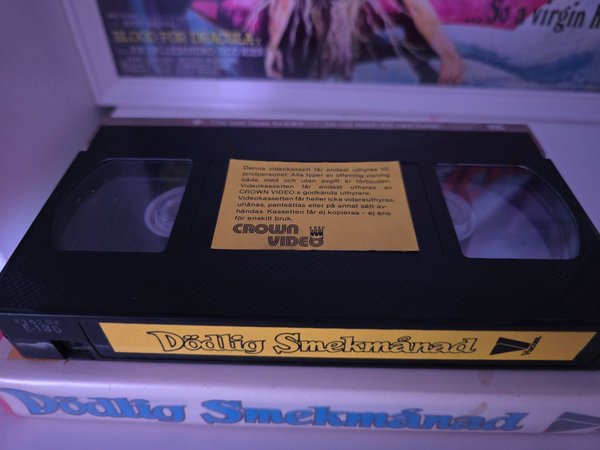 ...So a virgin h
BLOOD FOR DRACULA:
Denna videokassett får endast uthyras till
privatpersoner. Alla typer av offentlig visning
både med och utan avgift är förbjuden.
Videokassetten får endast uthyras av
CROWN VIDEO:s godkända uthyrare.
Videokassetten får heller icke vidareuthyras,
utlånas, pantsättas eller på annat sätt av-
händas. Kassetten får ej kopieras – ej ens
för enskilt bruk.
CROWN
VIDEO
E135
Dödlig Smekmånad
Dödlig Smekmånad